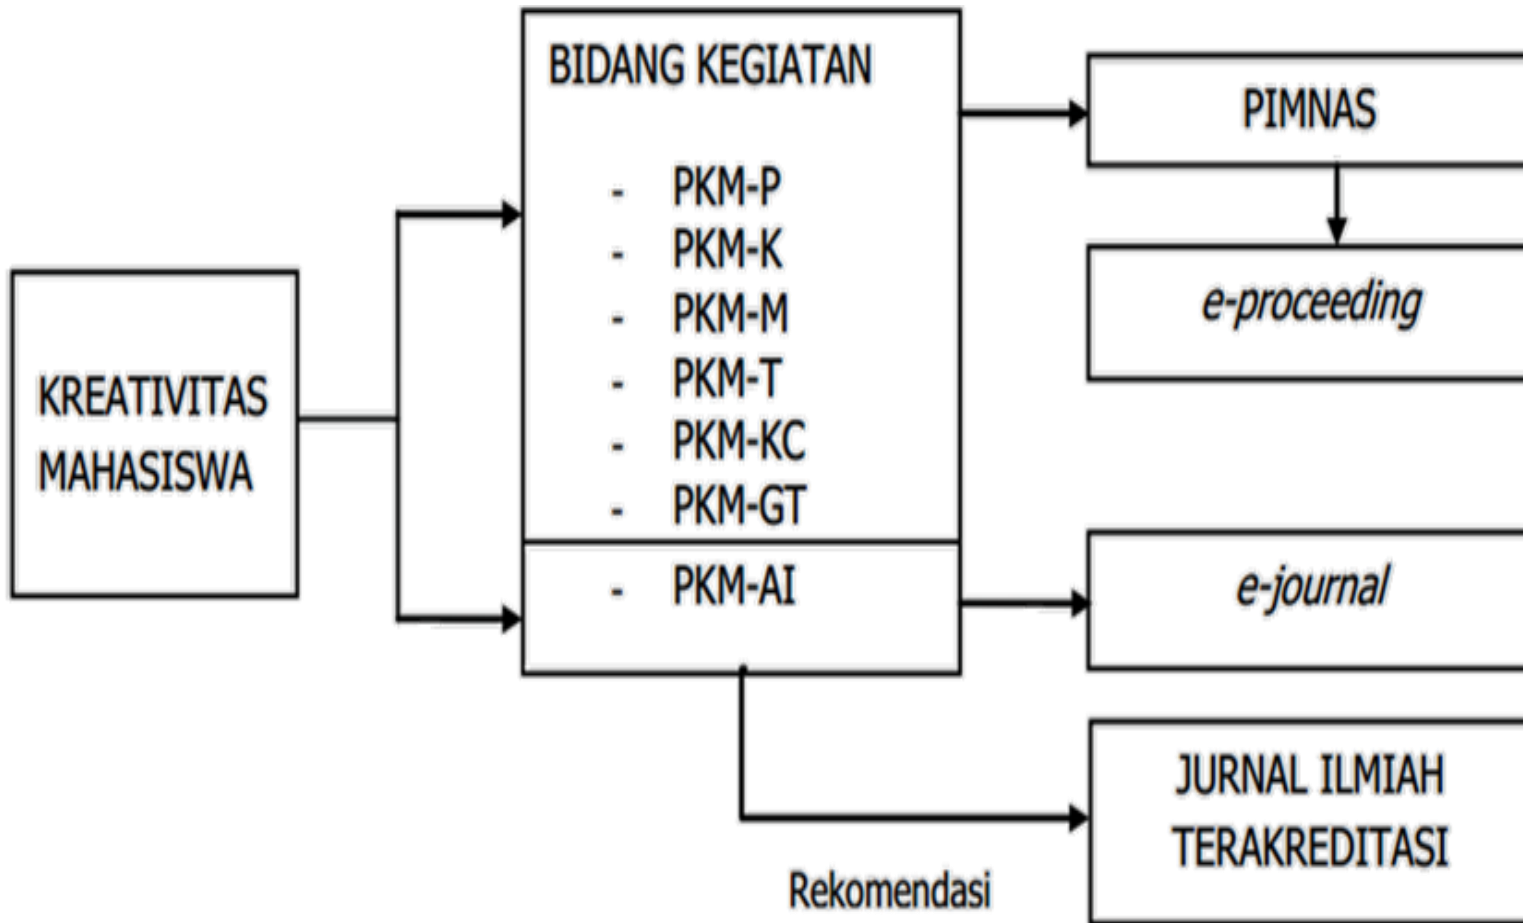 KREATIVITAS
MAHASISWA
BIDANG KEGIATAN
- PKM-P
- PKM-K
- PKM-M
- PKM-T
- PKM-KC
- PKM-GT
- PKM-AI
PIMNAS
e-proceeding
e-journal
JURNAL ILMIAH
TERAKREDITASI
Rekomendasi